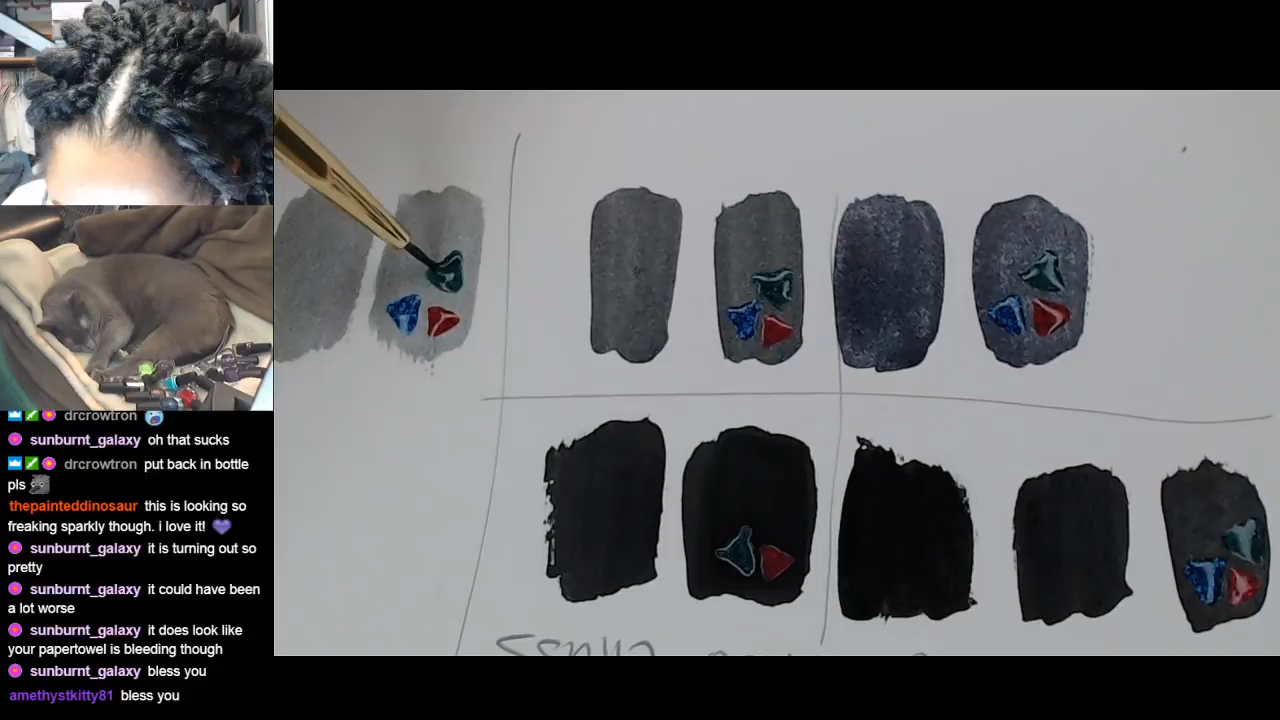 drcrowtron
sunburnt_galaxy oh that sucks
drcrowtron put back in bottle
pls
thepainteddinosaur this is looking so
freaking sparkly though. i love it!
sunburnt_galaxy it is turning out so
pretty
sunburnt_galaxy it could have been
a lot worse
sunburnt_galaxy it does look like
your papertowel is bleeding though
sunburnt_galaxy bless you
amethystkitty81 bless you